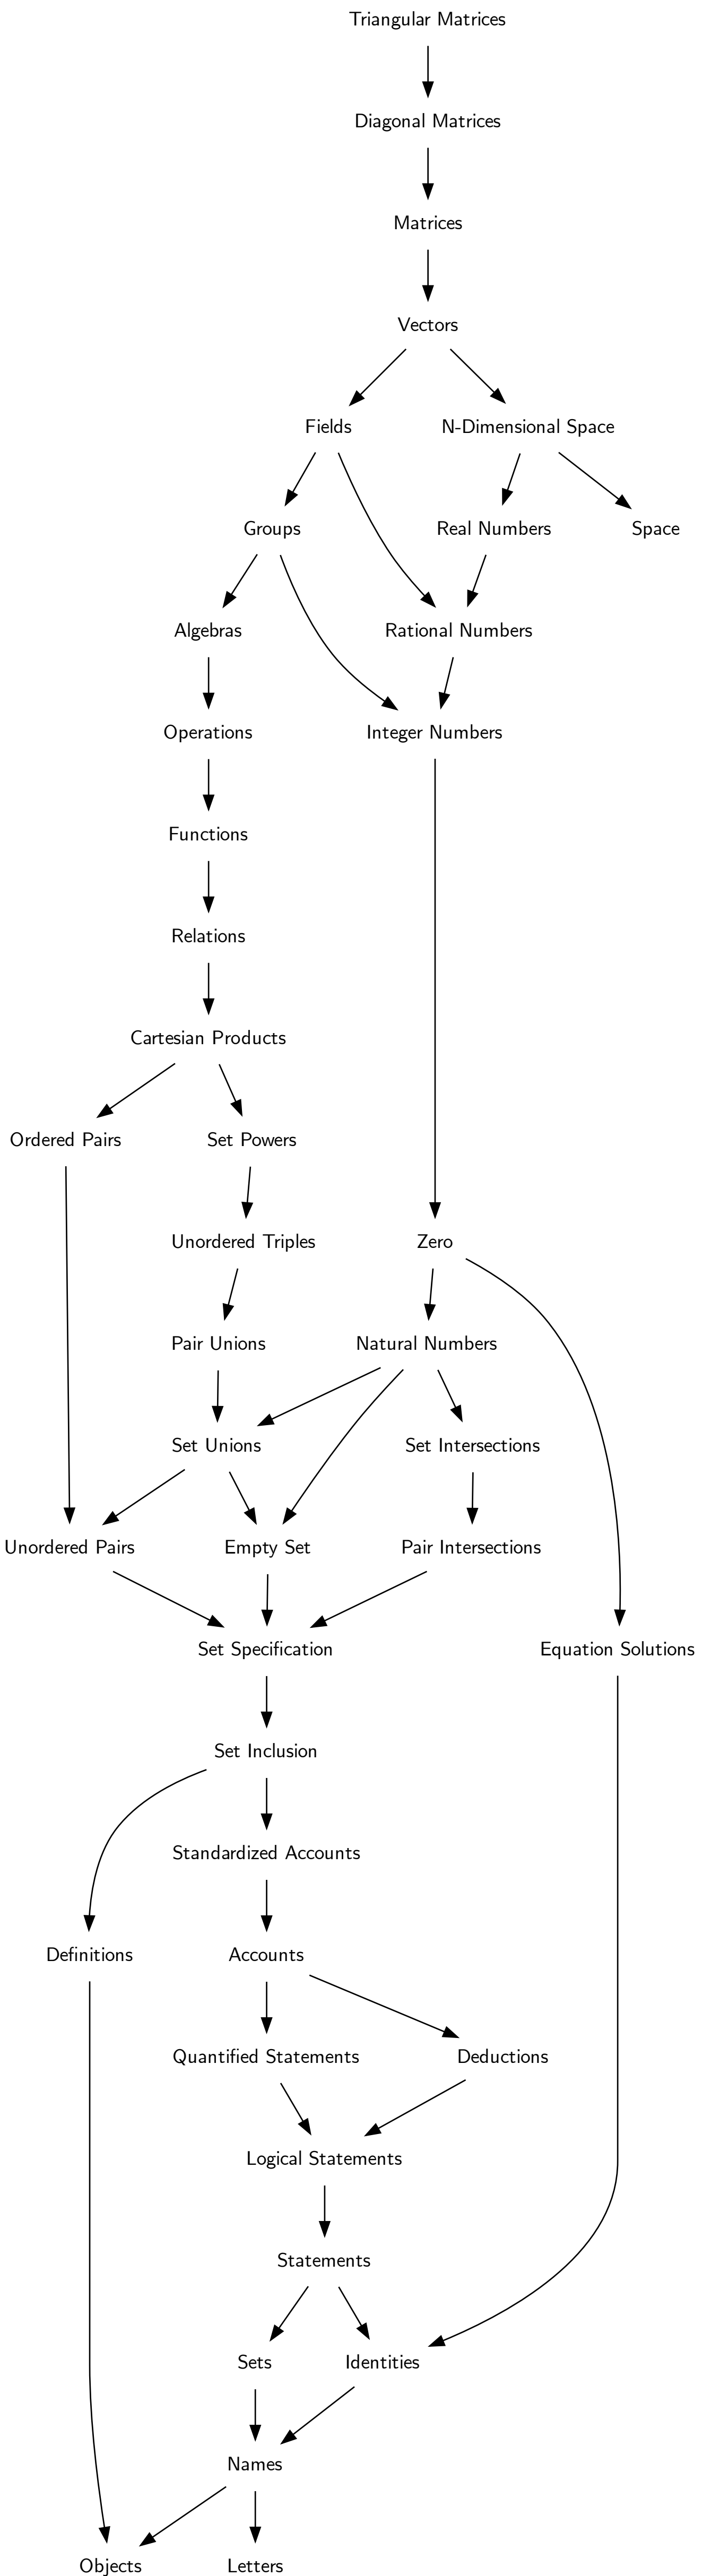 Triangular Matrices
Diagonal Matrices
Matrices
Vectors
Fields
N-Dimensional Space
Groups
Real Numbers
Space
Algebras
Rational Numbers
Operations
Integer Numbers
Functions
Relations
Cartesian Products
Ordered Pairs
Set Powers
Unordered Triples
Zero
Pair Unions
Natural Numbers
Set Unions
Set Intersections
Unordered Pairs
Empty Set
Pair Intersections
Set Specification
Equation Solutions
Set Inclusion
Standardized Accounts
Definitions
Accounts
Quantified Statements
Deductions
Logical Statements
Statements
Sets
Identities
Names
Objects
Letters